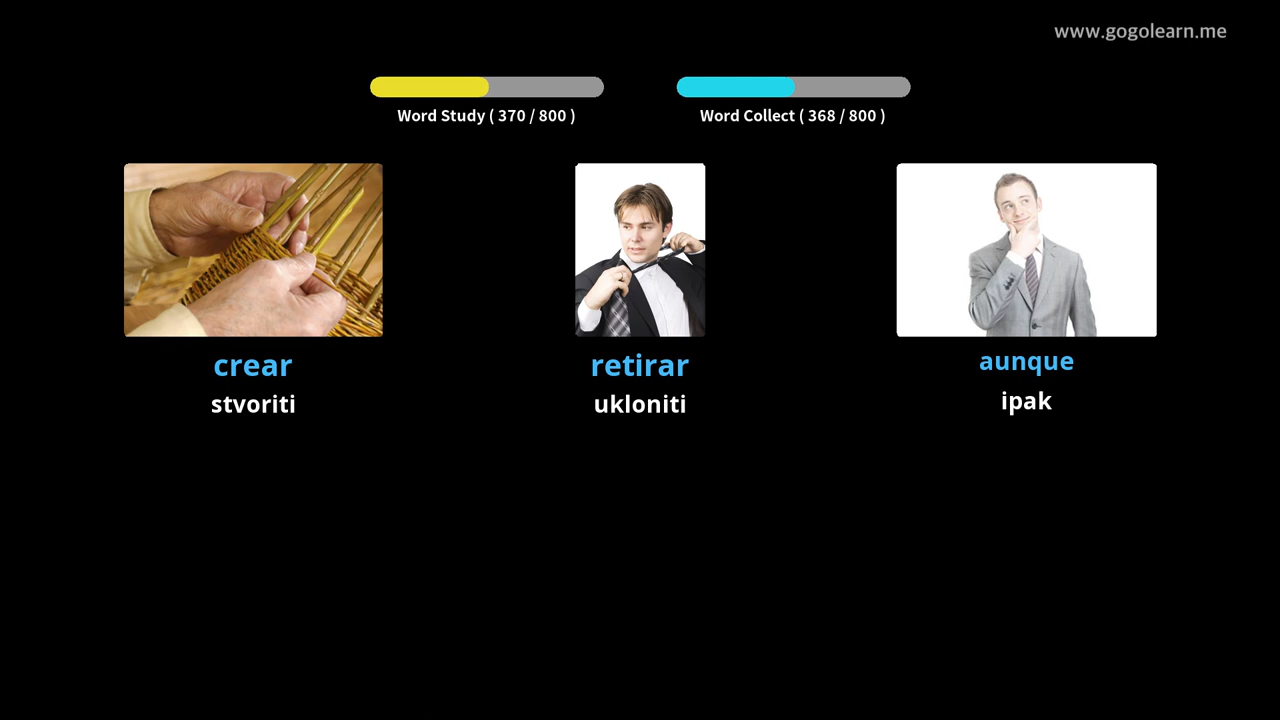 www.gogolearn.me
Word Study ( 370 / 800 )
Word Collect ( 368 / 800 )
crear
stvoriti
retirar
ukloniti
aunque
ipak